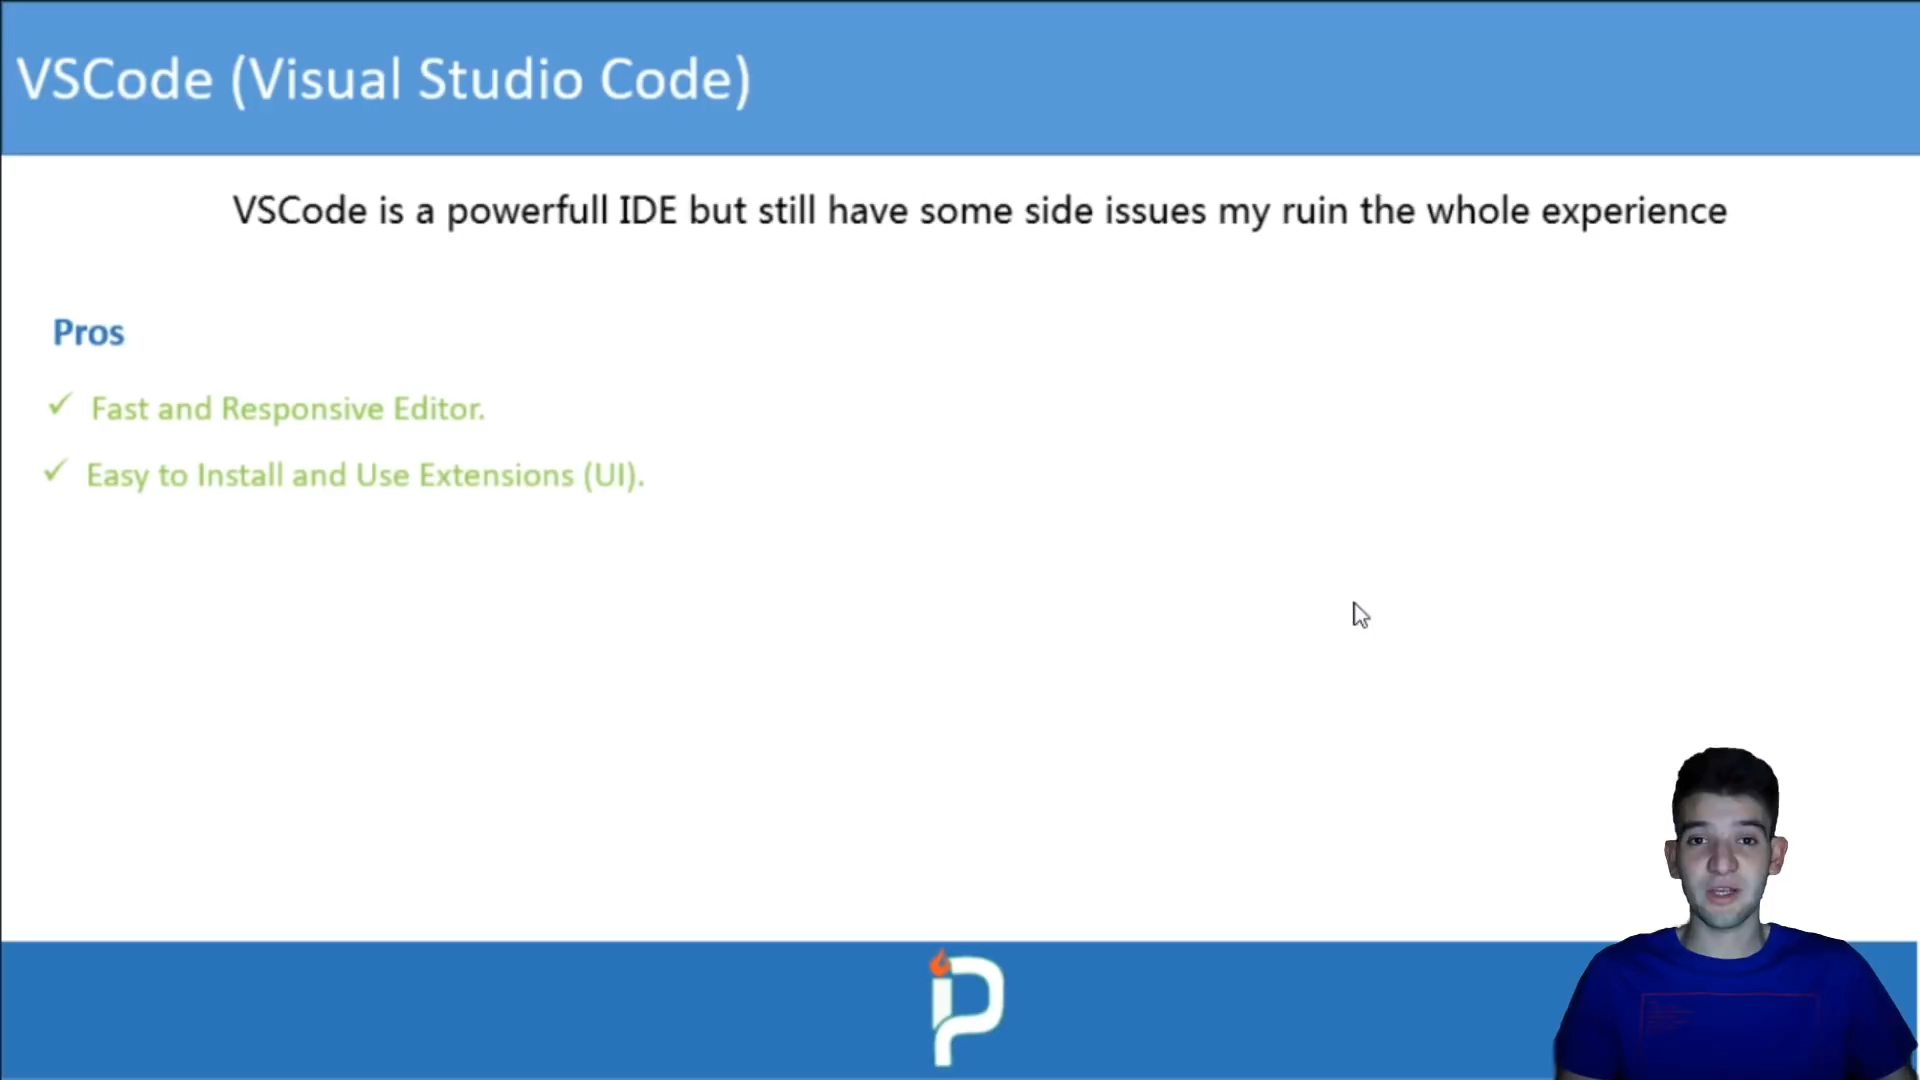 VSCode (Visual Studio Code)
VSCode is a powerfull IDE but still have some side issues my ruin the whole experience
Pros
✓ Fast and Responsive Editor.
✓ Easy to Install and Use Extensions (UI).